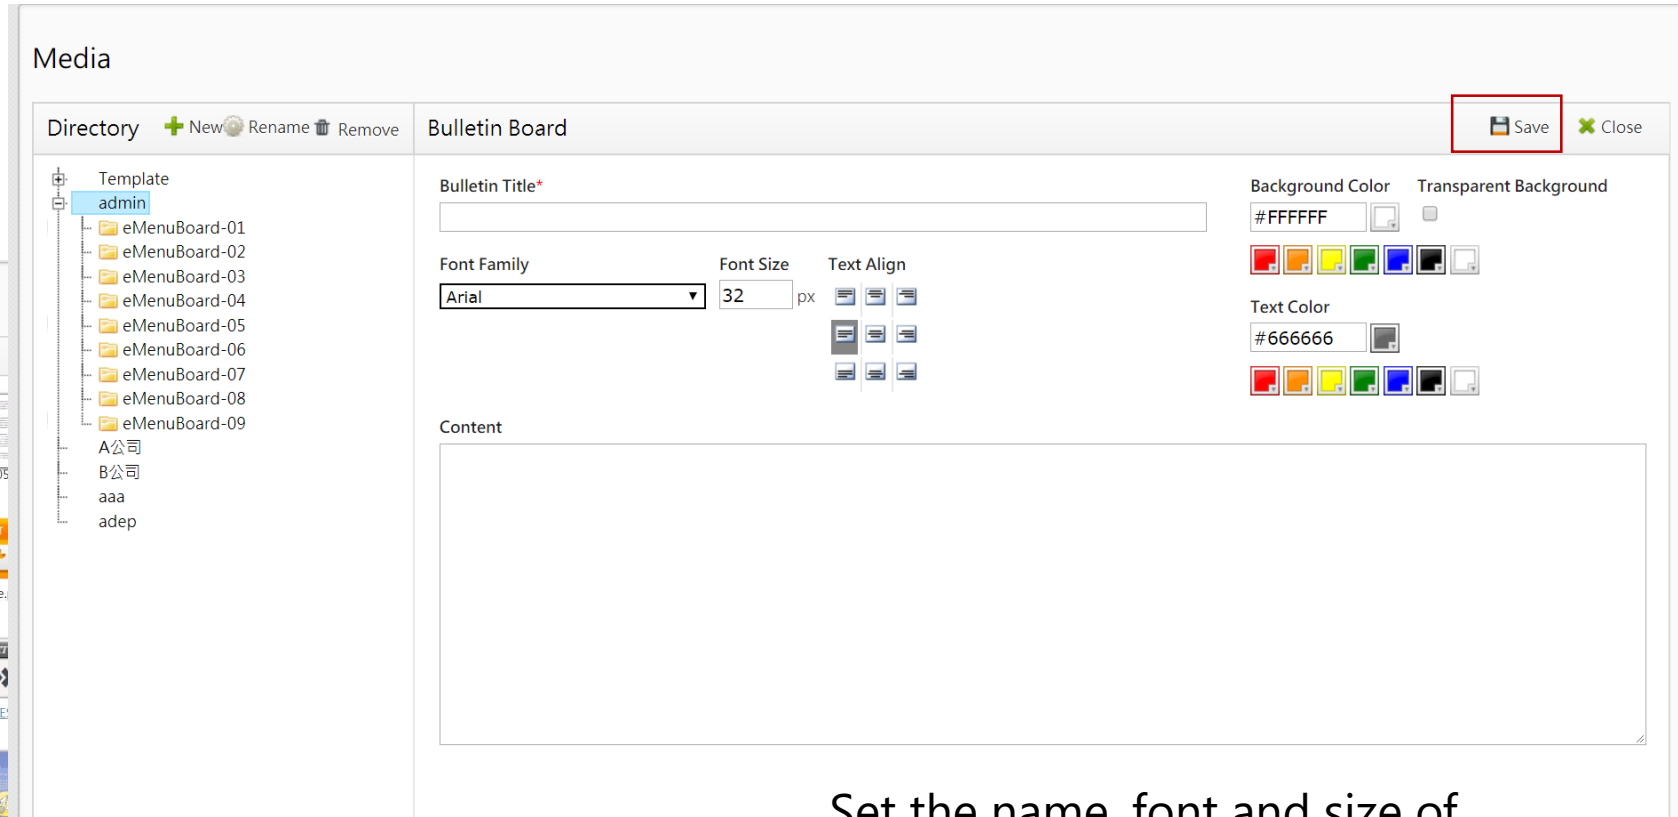 Media
Directory New Rename Remove
Bulletin Board Save Close
Template
admin
eMenuBoard-01
eMenuBoard-02
eMenuBoard-03
eMenuBoard-04
eMenuBoard-05
eMenuBoard-06
eMenuBoard-07
eMenuBoard-08
eMenuBoard-09
A公司
B公司
aaa
adep
Bulletin Title*
Font Family Font Size Text Align
Arial 32 px
Background Color Transparent Background
#FFFFFF
Text Color
#666666
Content
Set the name, font and size of